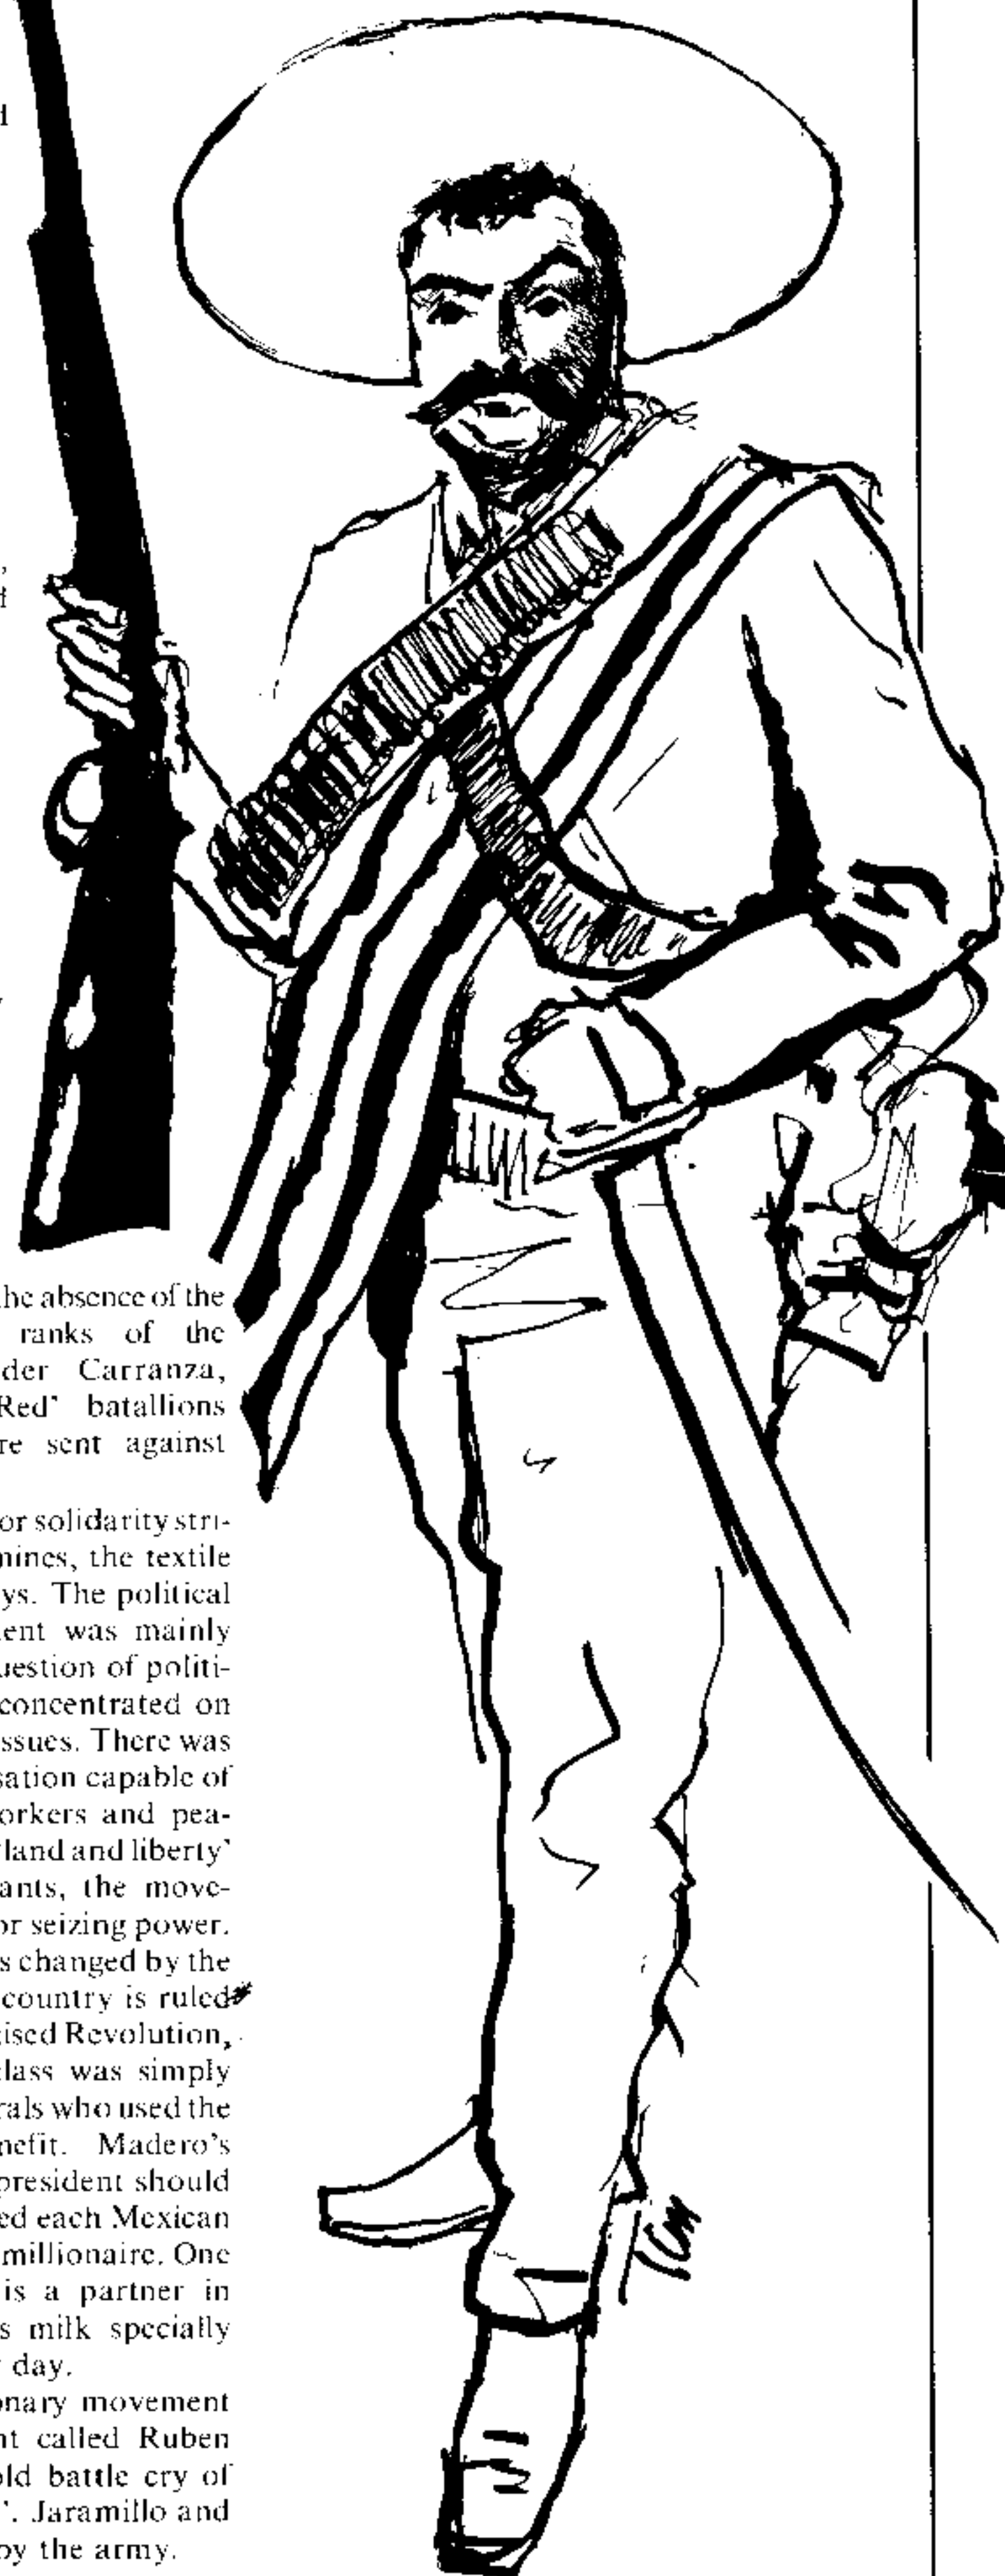 the absence of the
ranks of the
der Carranza,
Red' batallions
re sent against
or solidarity stri-
nines, the textile
ys. The political
ent was mainly
uestion of politi-
concentrated on
ssues. There was
sation capable of
orkers and pea-
'land and liberty'
ants, the move-
or seizing power.
s changed by the
country is ruled
ised Revolution,
lass was simply
rals who used the
nefit. Madero's
president should
ed each Mexican
millionaire. One
is a partner in
s milk specially
day.
onary movement
nt called Ruben
old battle cry of
'. Jaramillo and
by the army.